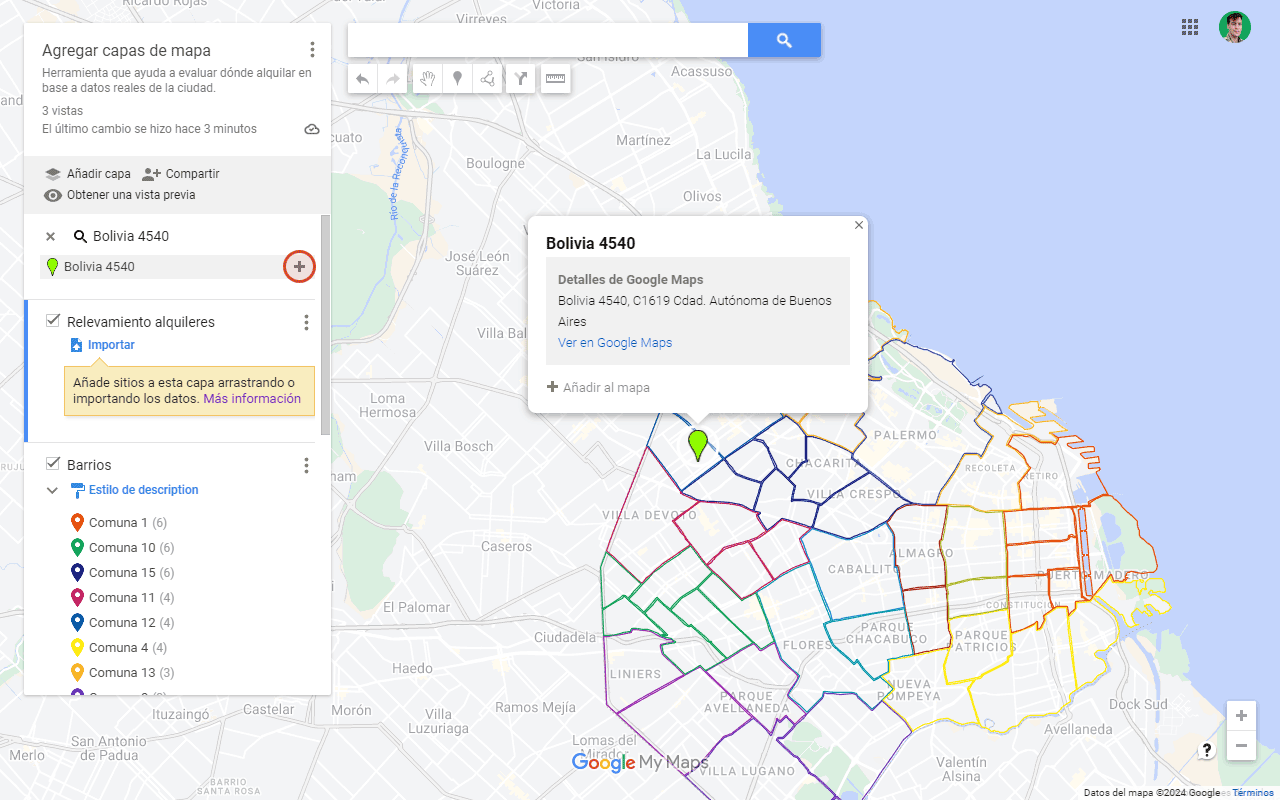 Agregar capas de mapa
Herramienta que ayuda a evaluar dónde alquilar en
base a datos reales de la ciudad.
3 vistas
El último cambio se hizo hace 3 minutos
Añadir capa
Compartir
Obtener una vista previa
Bolivia 4540
Bolivia 4540
Relevamiento alquileres
Importar
Añade sitios a esta capa arrastrando o
importando los datos. Más información
Barrios
Estilo de description
Comuna 1 (6)
Comuna 10 (6)
Comuna 15 (6)
Comuna 11 (4)
Comuna 12 (4)
Comuna 4 (4)
Comuna 13 (3)
Bolivia 4540
Detalles de Google Maps
Bolivia 4540, C1619 Cdad. Autónoma de Buenos
Aires
Ver en Google Maps
Añadir al mapa
Ricardo Rojas
Virreyes
Victoria
San Isidro
Acassuso
Martínez
La Lucila
Boulogne
Río de la Reconquista
Olivos
José León
Suárez
Loma
Hermosa
Villa Bosch
PALERMO
CHACARITA
RECOLETA
RETIRO
VILLA CRESPO
VILLA DEVOTO
Caseros
ALMAGRO
CABALLITO
PUERTO MADERO
El Palomar
CONSTITUCIÓN
Ciudadela
PARQUE
CHACABUCO
PARQUE
PATRICIOS
FLORES
Haedo
LINIERS
NUEVA
POMPEYA
Ituzaingó
Castelar
Morón
Villa
Luzuriaga
Ramos Mejía
PARQUE
AVELLANEDA
Dock Sud
Avellaneda
San Antonio
de Padua
Merlo
Lomas del
Mirador
VILLA LUGANO
Valentín
Alsina
BARRIO
SANTA ROSA
Google My Maps
?
Datos del mapa ©2024 Google
Términos